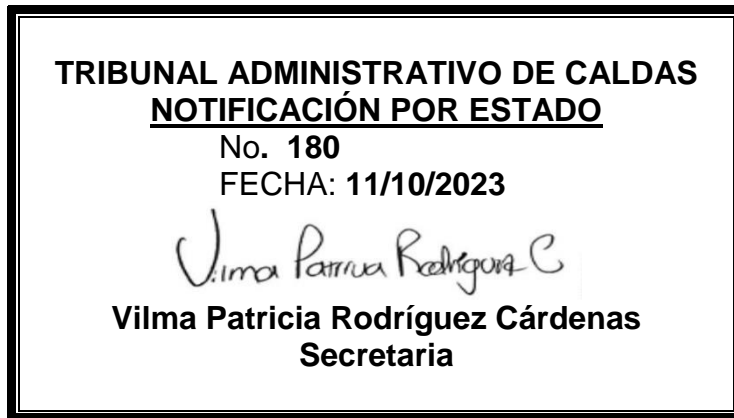 TRIBUNAL ADMINISTRATIVO DE CALDAS
NOTIFICACIÓN POR ESTADO
No. 180
FECHA: 11/10/2023
Vilma Patricia Rodríguez C
Vilma Patricia Rodríguez Cárdenas
Secretaria